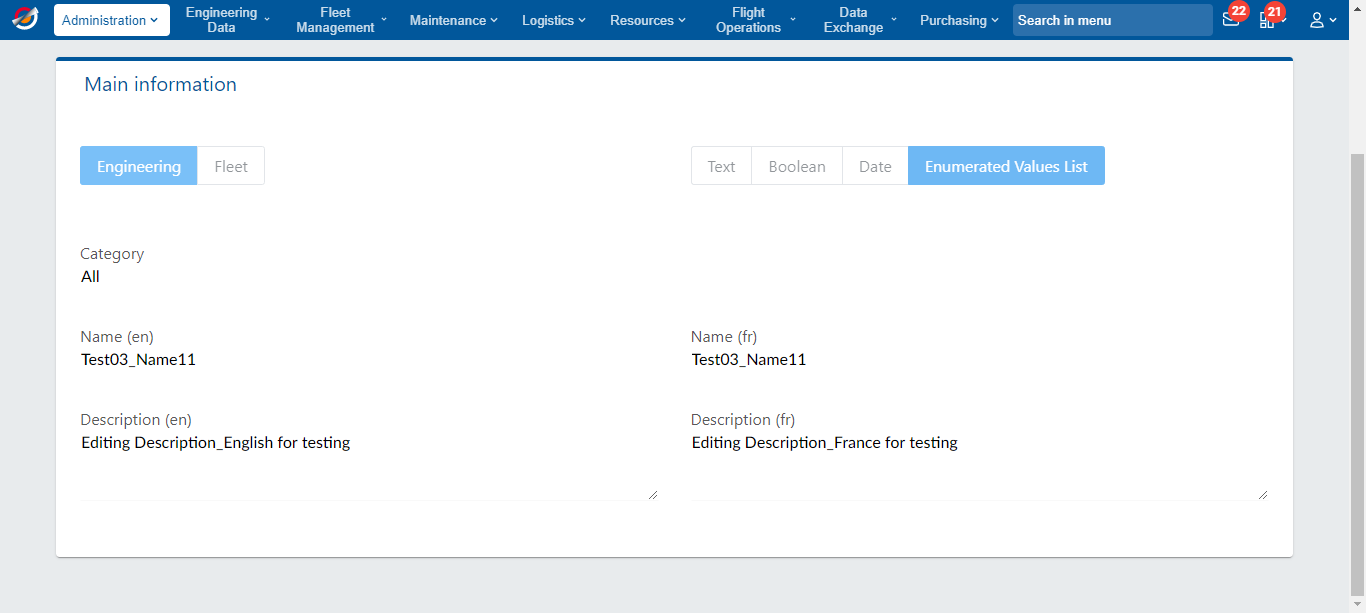 Administration
Engineering Data
Fleet Management
Maintenance
Logistics
Resources
Flight Operations
Data Exchange
Purchasing
Search in menu
22
21
Main information
Engineering Fleet
Text Boolean Date Enumerated Values List
Category
All
Name (en)
Test03_Name11
Name (fr)
Test03_Name11
Description (en)
Editing Description_English for testing
Description (fr)
Editing Description_France for testing